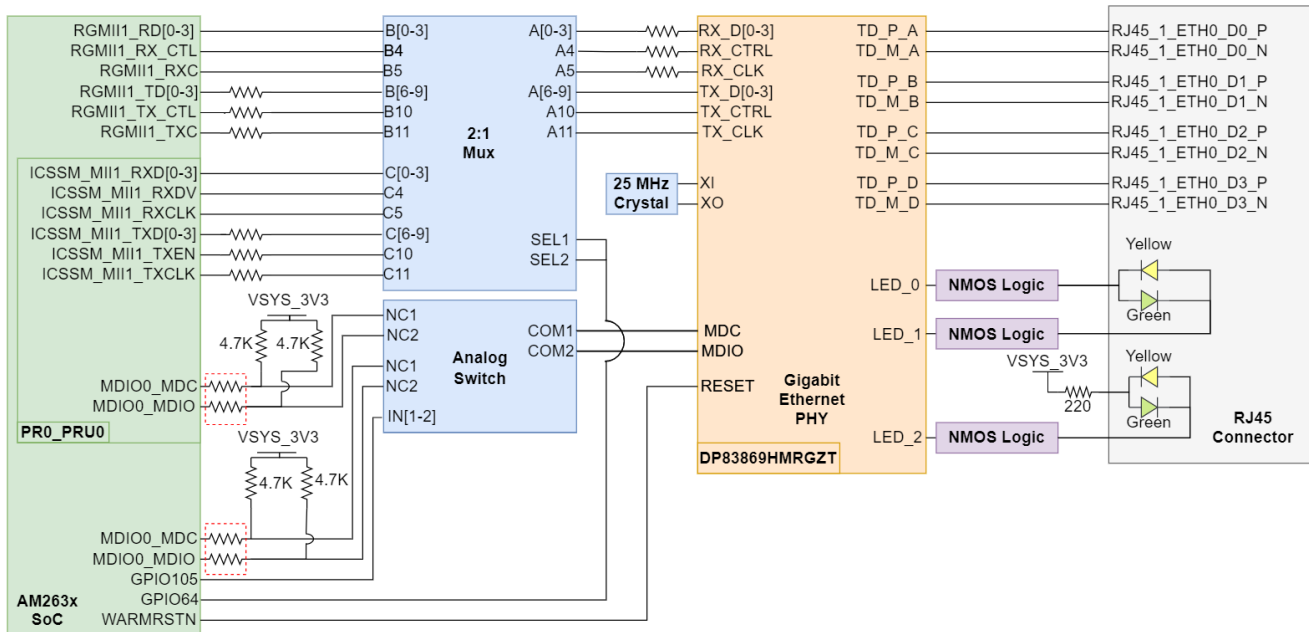 RGMII1_RD[0-3]
RGMII1_RX_CTL
RGMII1_RXC
RGMII1_TD[0-3]
RGMII1_TX_CTL
RGMII1_TXC
ICSSM_MII1_RXD[0-3]
ICSSM_MII1_RXDV
ICSSM_MII1_RXCLK
ICSSM_MII1_TXD[0-3]
ICSSM_MII1_TXEN
ICSSM_MII1_TXCLK
MDIO0_MDC
MDIO0_MDIO
PR0_PRU0
MDIO0_MDC
MDIO0_MDIO
GPIO105
GPIO64
WARMRSTN
AM263x
SoC
VSYS_3V3
4.7K
4.7K
VSYS_3V3
4.7K
4.7K
B[0-3]
B4
B5
B[6-9]
B10
B11
C[0-3]
C4
C5
C[6-9]
C10
C11
2:1
Mux
A[0-3]
A4
A5
A[6-9]
A10
A11
SEL1
SEL2
NC1
NC2
NC1
NC2
IN[1-2]
Analog
Switch
COM1
COM2
25 MHz
Crystal
RX_D[0-3]
RX_CTRL
RX_CLK
TX_D[0-3]
TX_CTRL
TX_CLK
XI
XO
MDC
MDIO
RESET
Gigabit
Ethernet
PHY
DP83869HMRGZT
TD_P_A
TD_M_A
TD_P_B
TD_M_B
TD_P_C
TD_M_C
TD_P_D
TD_M_D
LED_0
LED_1
LED_2
NMOS Logic
NMOS Logic
NMOS Logic
VSYS_3V3
220
RJ45_1_ETH0_D0_P
RJ45_1_ETH0_D0_N
RJ45_1_ETH0_D1_P
RJ45_1_ETH0_D1_N
RJ45_1_ETH0_D2_P
RJ45_1_ETH0_D2_N
RJ45_1_ETH0_D3_P
RJ45_1_ETH0_D3_N
Yellow
Green
Yellow
Green
RJ45
Connector